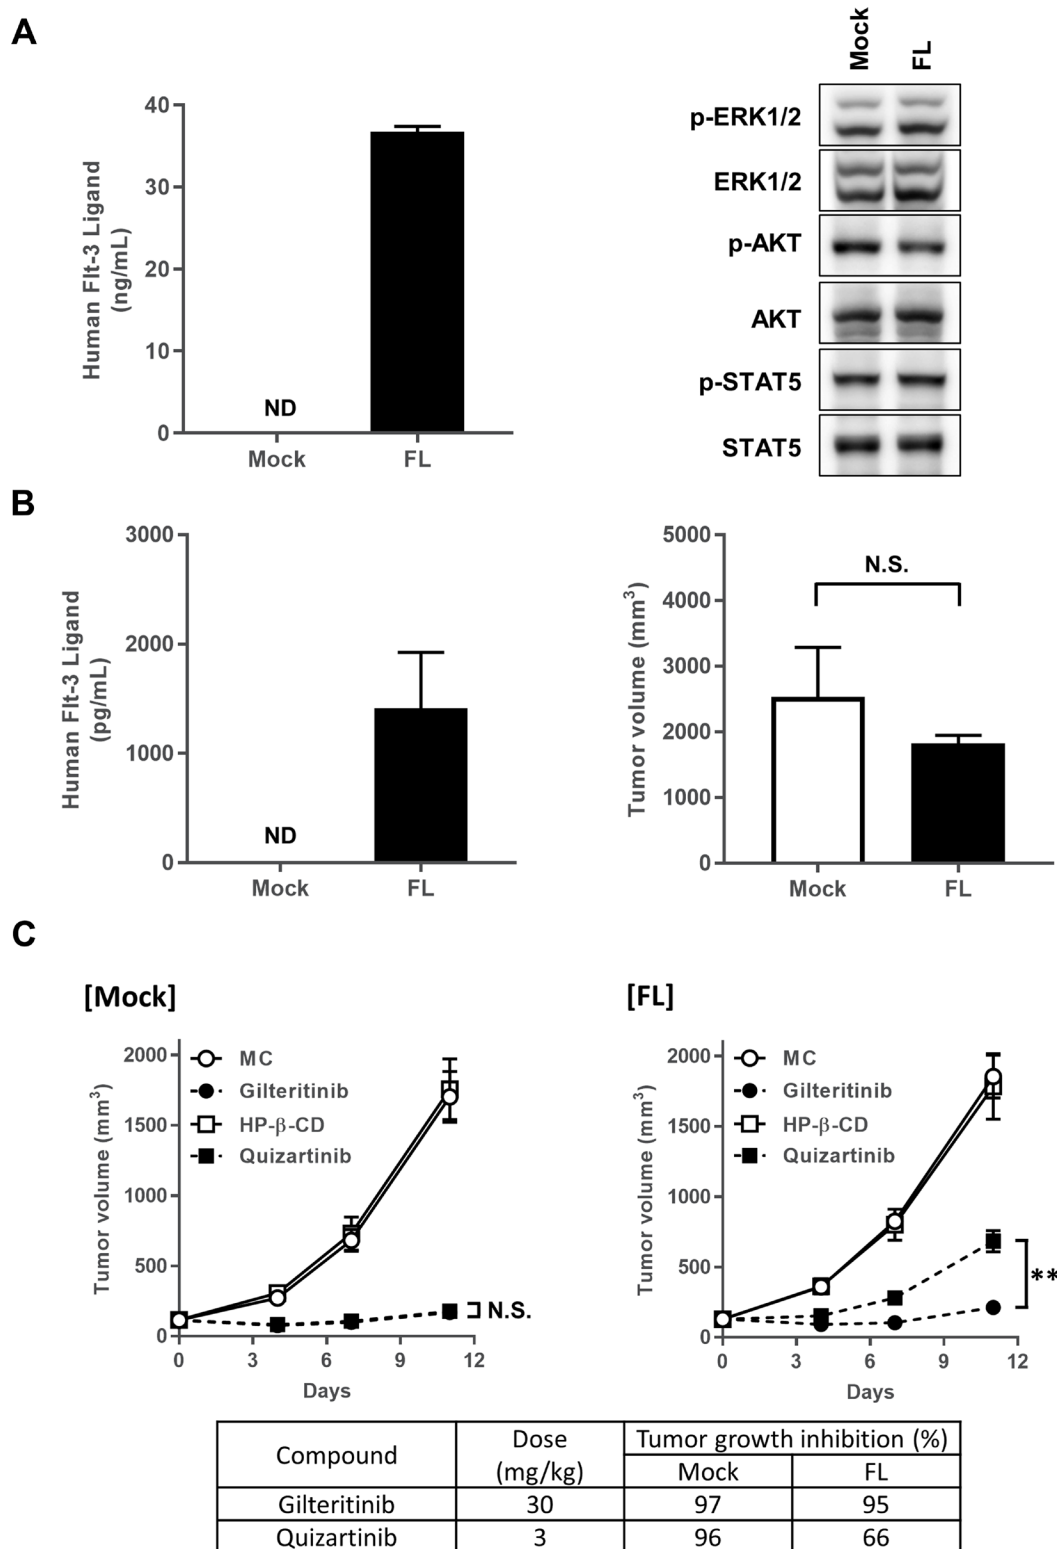 A
Mock
FL
40
30
20
10
0
Human Flt-3 Ligand
(ng/mL)
ND
Mock
FL
p-ERK1/2
ERK1/2
p-AKT
AKT
p-STAT5
STAT5
B
3000
2000
1000
0
Human Flt-3 Ligand
(pg/mL)
ND
Mock
FL
5000
4000
3000
2000
1000
0
Tumor volume (mm³)
N.S.
Mock
FL
C
[Mock]
2000
1500
1000
500
0
Tumor volume (mm³)
MC
Gilteritinib
HP-β-CD
Quizartinib
N.S.
0 3 6 9 12
Days
[FL]
2000
1500
1000
500
0
Tumor volume (mm³)
MC
Gilteritinib
HP-β-CD
Quizartinib
**
0 3 6 9 12
Days
Compound
Dose
(mg/kg)
Tumor growth inhibition (%)
Mock FL
Gilteritinib 30 97 95
Quizartinib 3 96 66